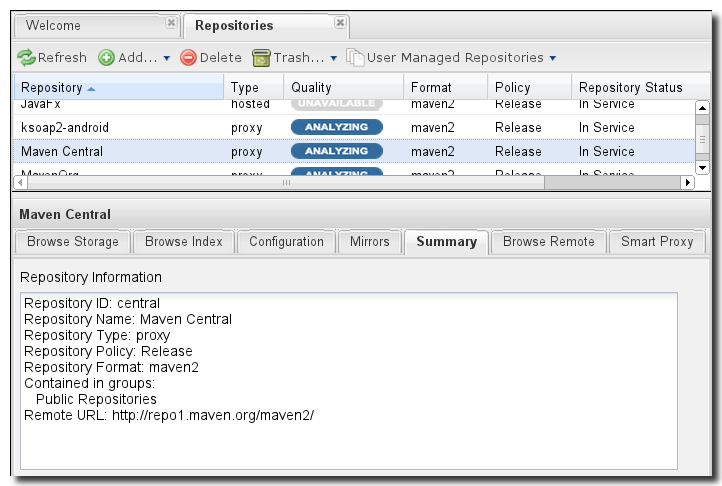 Welcome
Repositories
Refresh Add... Delete Trash... User Managed Repositories
Repository Type Quality Format Policy Repository Status
JavaFx hosted UNAVAILABLE maven2 Release In Service
ksoap2-android proxy ANALYZING maven2 Release In Service
Maven Central proxy ANALYZING maven2 Release In Service
MavenOrg proxy ANALYZING maven2 Release In Service
Maven Central
Browse Storage Browse Index Configuration Mirrors Summary Browse Remote Smart Proxy
Repository Information
Repository ID: central
Repository Name: Maven Central
Repository Type: proxy
Repository Policy: Release
Repository Format: maven2
Contained in groups:
Public Repositories
Remote URL: http://repo1.maven.org/maven2/